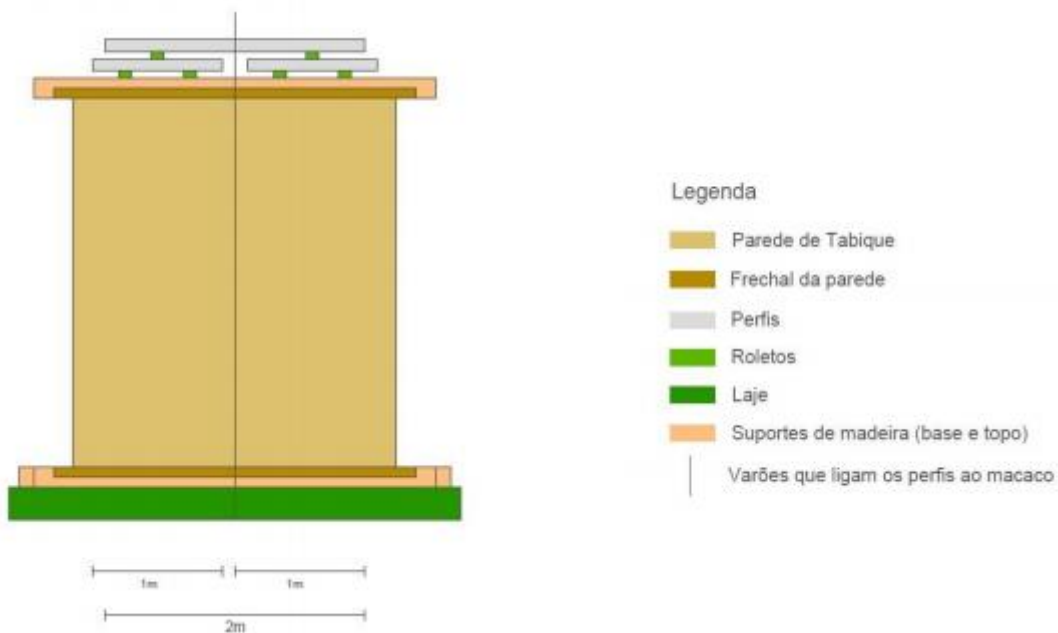 Legenda
Parede de Tabique
Frechal da parede
Perfis
Roletos
Laje
Suportes de madeira (base e topo)
Varões que ligam os perfis ao macaco
1m
1m
2m